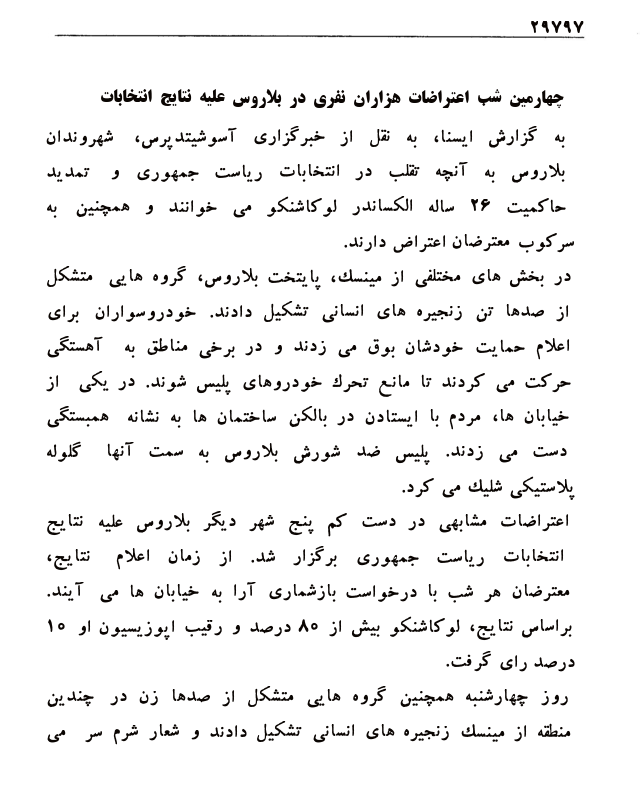 ۲۹۷۹۷
چهارمین شب اعتراضات هزاران نفری در بلاروس علیه نتایج انتخابات
به گزارش ایسنا، به نقل از خبرگزاری آسوشیتدپرس، شهروندان
بلاروس به آنچه تقلب در انتخابات ریاست جمهوری و تمدید
حاکمیت ۲۶ ساله الکساندر لوکاشنکو می خوانند و همچنین به
سرکوب معترضان اعتراض دارند.
در بخش های مختلفی از مینسك، پایتخت بلاروس، گروه هایی متشکل
از صدها تن زنجیره های انسانی تشکیل دادند. خودروسواران برای
اعلام حمایت خودشان بوق می زدند و در برخی مناطق به آهستگی
حرکت می کردند تا مانع تحرك خودروهای پلیس شوند. در یکی از
خیابان ها، مردم با ایستادن در بالکن ساختمان ها به نشانه همبستگی
دست می زدند. پلیس ضد شورش بلاروس به سمت آنها گلوله
پلاستیکی شلیك می کرد.
اعتراضات مشابهی در دست کم پنج شهر دیگر بلاروس علیه نتایج
انتخابات ریاست جمهوری برگزار شد. از زمان اعلام نتایج،
معترضان هر شب با درخواست بازشماری آرا به خیابان ها می آیند.
براساس نتایج، لوکاشنکو بیش از ۸۰ درصد و رقیب اپوزیسیون او ۱۰
درصد رای گرفت.
روز چهارشنبه همچنین گروه هایی متشکل از صدها زن در چندین
منطقه از مینسك زنجیره های انسانی تشکیل دادند و شعار شرم سر می